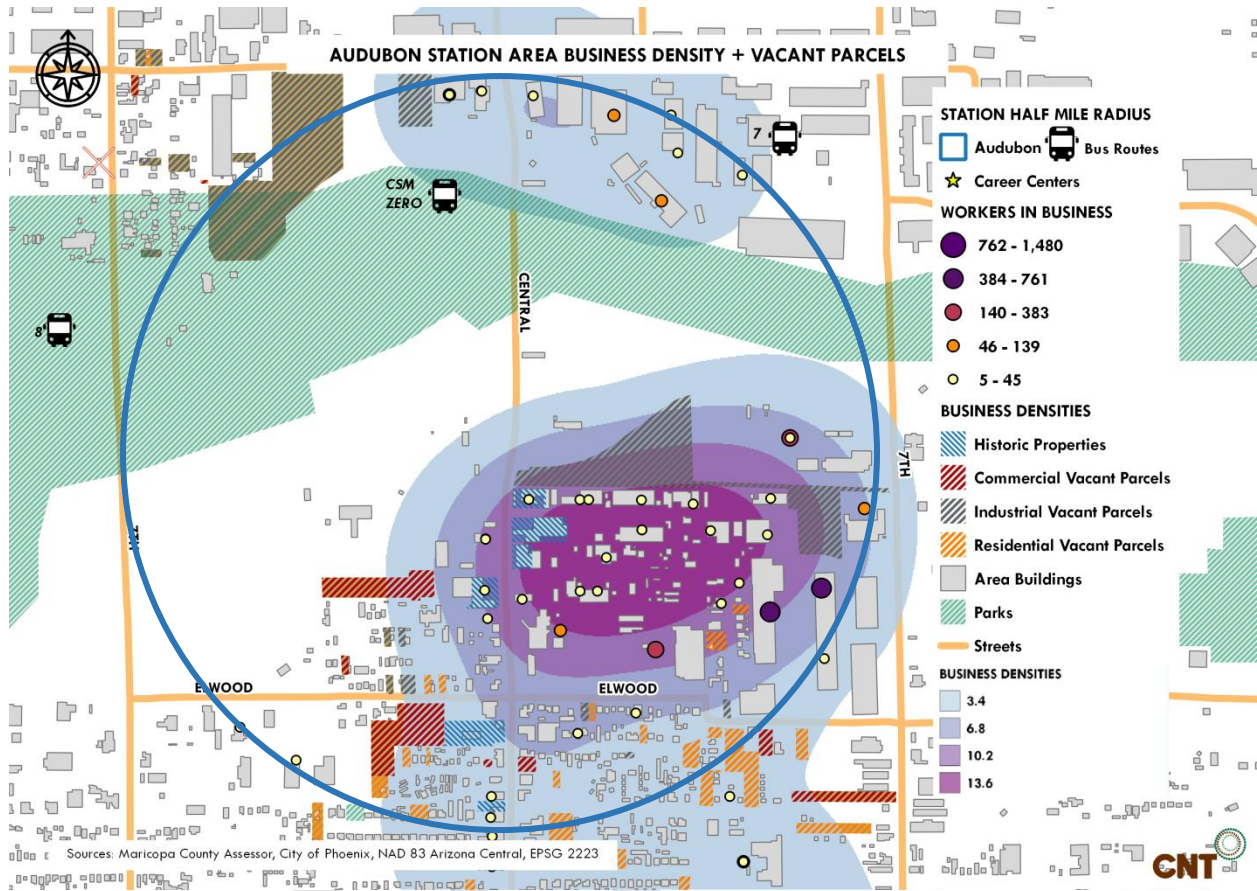 AUDUBON STATION AREA BUSINESS DENSITY + VACANT PARCELS
STATION HALF MILE RADIUS
Audubon
Bus Routes
Career Centers
WORKERS IN BUSINESS
762 - 1,480
384 - 761
140 - 383
46 - 139
5 - 45
BUSINESS DENSITIES
Historic Properties
Commercial Vacant Parcels
Industrial Vacant Parcels
Residential Vacant Parcels
Area Buildings
Parks
Streets
BUSINESS DENSITIES
3.4
6.8
10.2
13.6
7
CSM
ZERO
8
CENTRAL
7TH
7TH
ELWOOD
ELWOOD
Sources: Maricopa County Assessor, City of Phoenix, NAD 83 Arizona Central, EPSG 2223
CNT